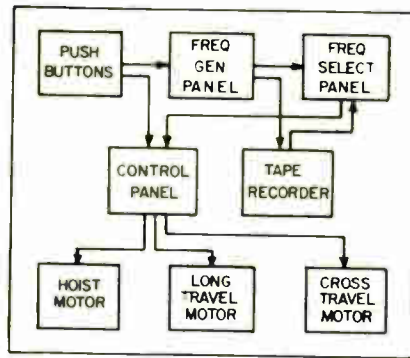 PUSH
BUTTONS
FREQ
GEN
PANEL
FREQ
SELECT
PANEL
CONTROL
PANEL
TAPE
RECORDER
HOIST
MOTOR
LONG
TRAVEL
MOTOR
CROSS
TRAVEL
MOTOR